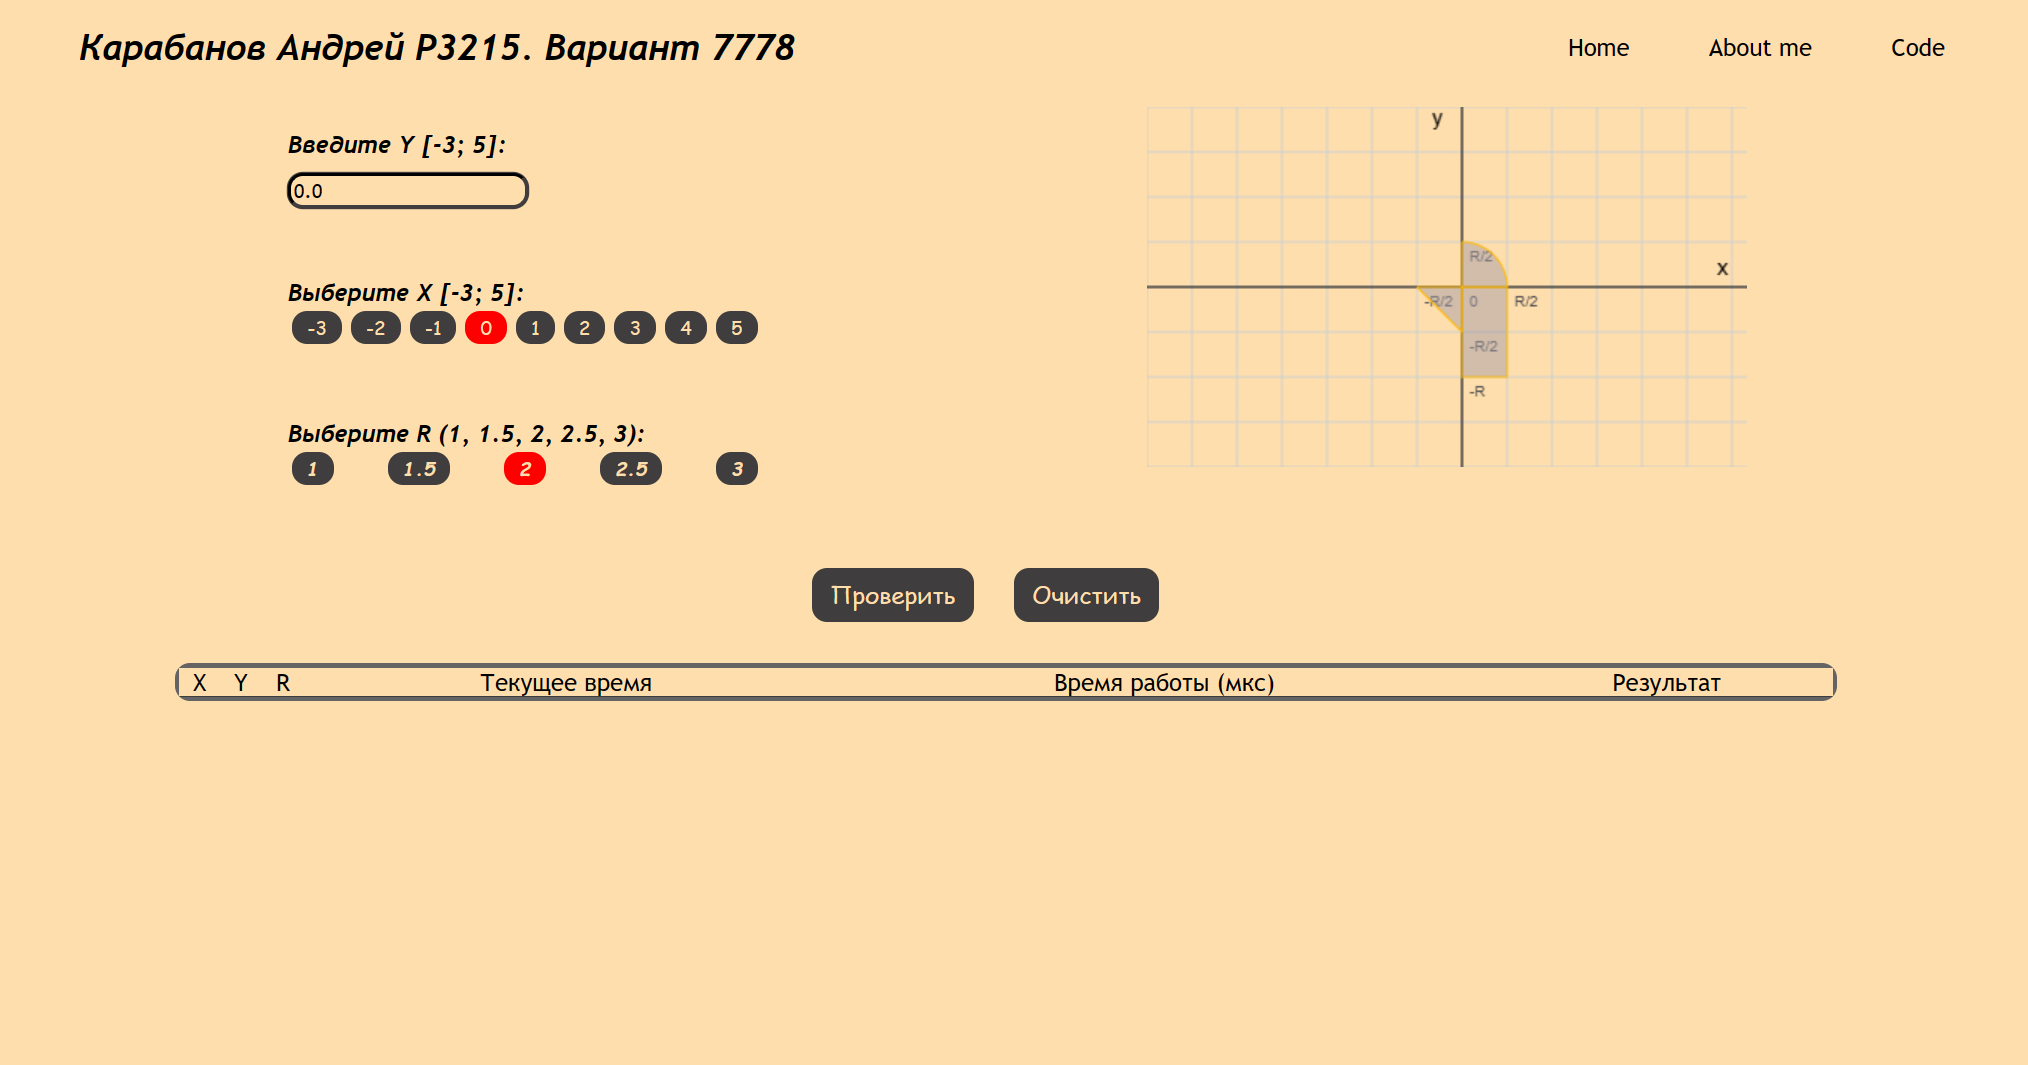 Карабанов Андрей P3215. Вариант 7778
Home About me Code
Введите Y [-3; 5]:
0.0
Выберите X [-3; 5]:
-3 -2 -1 0 1 2 3 4 5
Выберите R (1, 1.5, 2, 2.5, 3):
1 1.5 2 2.5 3
y
R/2
x
-R/2 0 R/2
-R/2
-R
Проверить Очистить
X Y R Текущее время Время работы (мкс) Результат